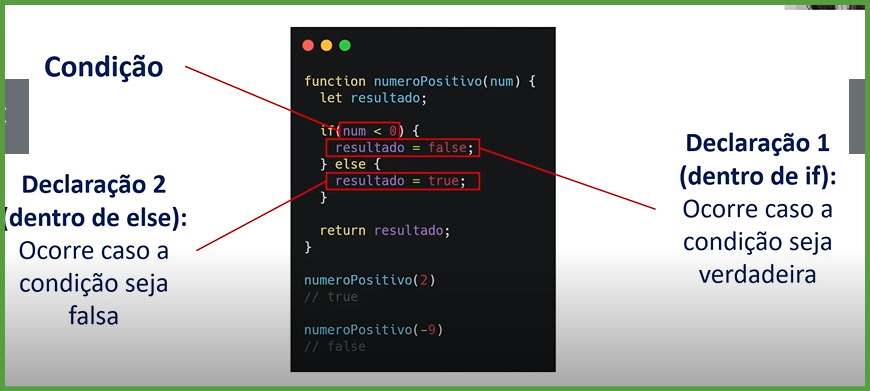 Condição
function numeroPositivo(num) {
let resultado;
if(num < 0) {
resultado = false;
} else {
resultado = true;
}
return resultado;
}
numeroPositivo(2)
// true
numeroPositivo(-9)
// false
Declaração 2
(dentro de else):
Ocorre caso a
condição seja
falsa
Declaração 1
(dentro de if):
Ocorre caso a
condição seja
verdadeira